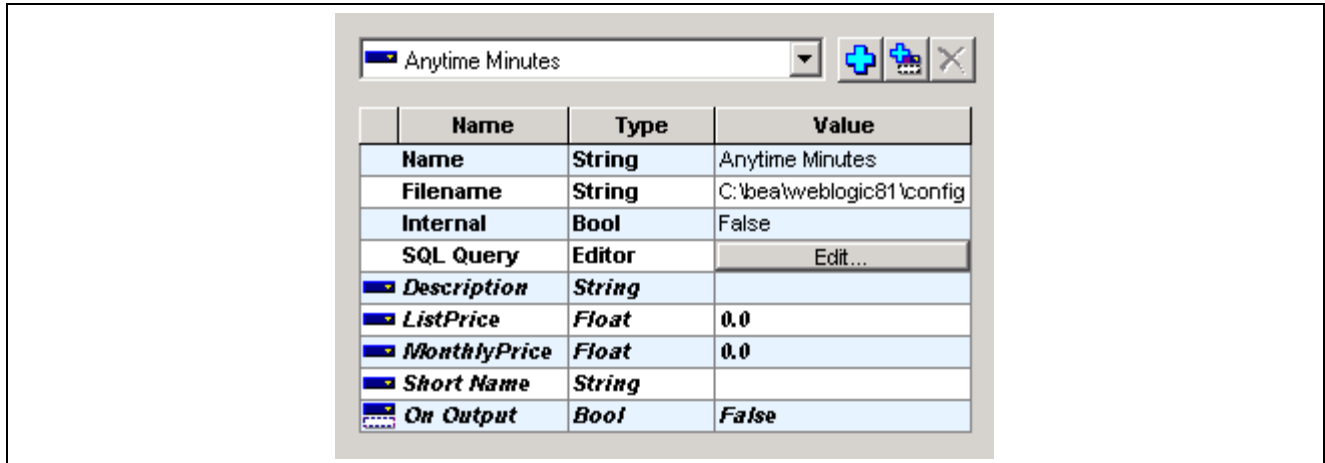 Anytime Minutes
Name Type Value
Name String Anytime Minutes
Filename String C:\bea\weblogic81\config
Internal Bool False
SQL Query Editor Edit...
Description String
ListPrice Float 0.0
MonthlyPrice Float 0.0
Short Name String
On Output Bool False